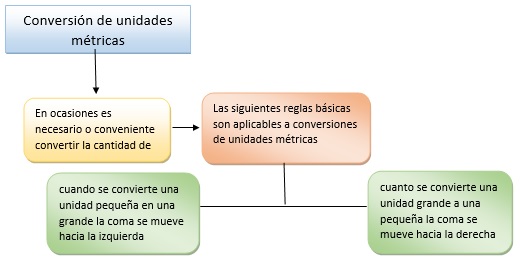 Conversión de unidades
métricas
En ocasiones es
necesario o conveniente
convertir la cantidad de
Las siguientes reglas básicas
son aplicables a conversiones
de unidades métricas
cuando se convierte una
unidad pequeña en una
grande la coma se mueve
hacia la izquierda
cuanto se convierte una
unidad grande a una
pequeña la coma se
mueve hacia la derecha